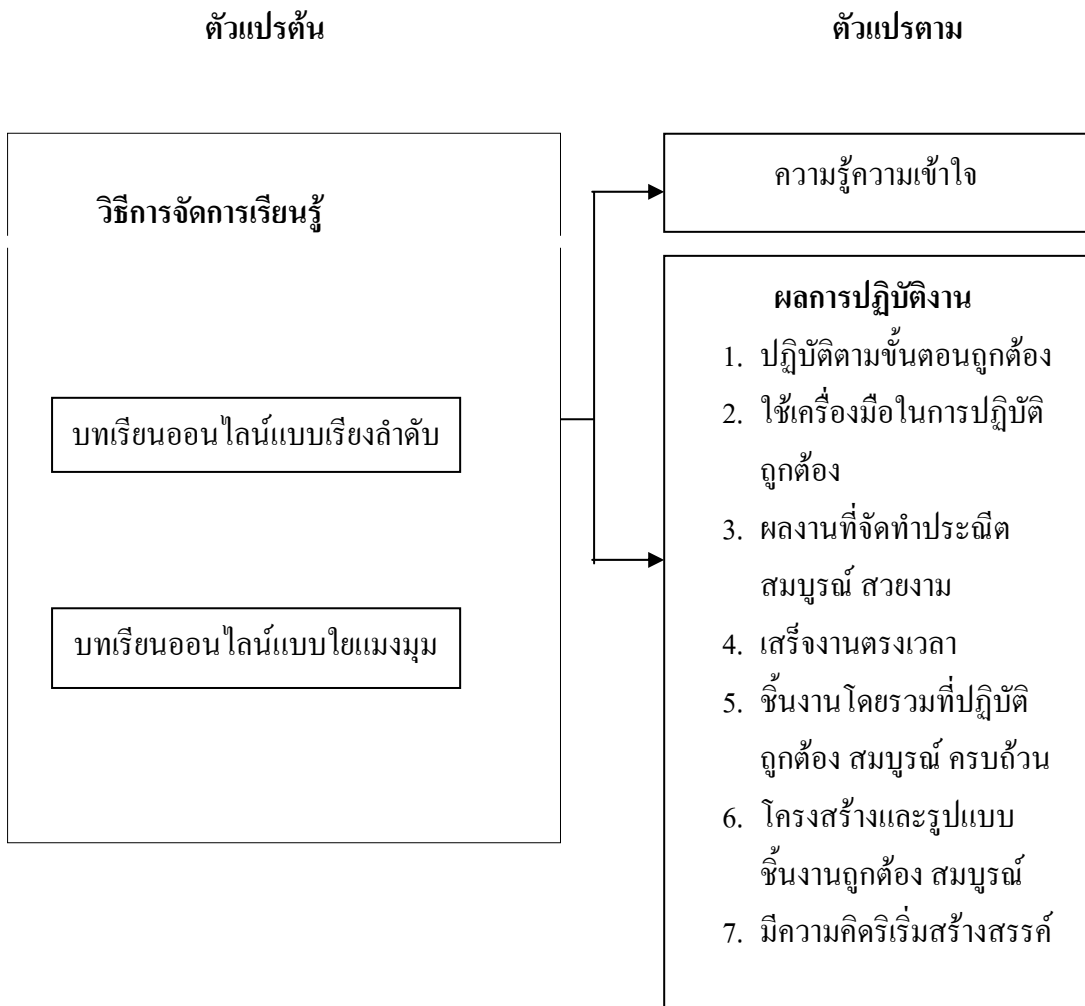 ตัวแปรต้น
ตัวแปรตาม
วิธีการจัดการเรียนรู้
บทเรียนออนไลน์แบบเรียงลำดับ
บทเรียนออนไลน์แบบใยแมงมุม
ความรู้ความเข้าใจ
ผลการปฏิบัติงาน
1. ปฏิบัติตามขั้นตอนถูกต้อง
2. ใช้เครื่องมือในการปฏิบัติ
ถูกต้อง
3. ผลงานที่จัดทำประณีต
สมบูรณ์ สวยงาม
4. เสร็จงานตรงเวลา
5. ชิ้นงานโดยรวมที่ปฏิบัติ
ถูกต้อง สมบูรณ์ ครบถ้วน
6. โครงสร้างและรูปแบบ
ชิ้นงานถูกต้อง สมบูรณ์
7. มีความคิดริเริ่มสร้างสรรค์